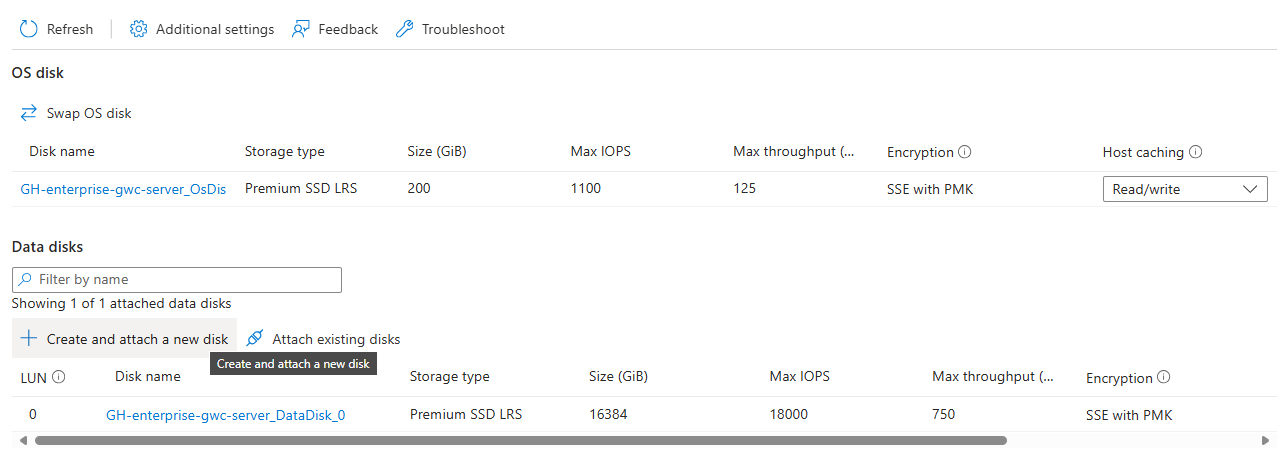 Refresh Additional settings Feedback Troubleshoot
OS disk
Swap OS disk
Disk name Storage type Size (GiB) Max IOPS Max throughput (... Encryption Host caching
GH-enterprise-gwc-server_OsDis Premium SSD LRS 200 1100 125 SSE with PMK Read/write
Data disks
Filter by name
Showing 1 of 1 attached data disks
Create and attach a new disk Attach existing disks
Create and attach a new disk
LUN Disk name Storage type Size (GiB) Max IOPS Max throughput (... Encryption
0 GH-enterprise-gwc-server_DataDisk_0 Premium SSD LRS 16384 18000 750 SSE with PMK